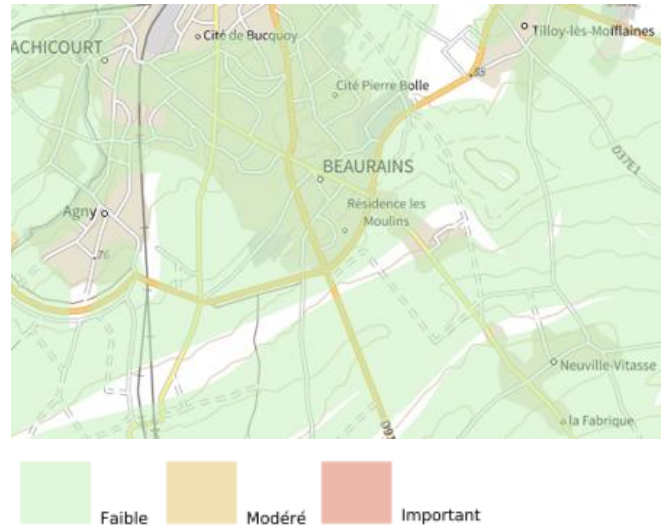 ACHICOURT
Cité de Bucquoy
Tilloy-lès-Mofflaines
Cité Pierre Bolle
D37E1
BEAURAINS
Résidence les
Moulins
Agny
Neuville-Vitasse
la Fabrique
Faible
Modéré
Important